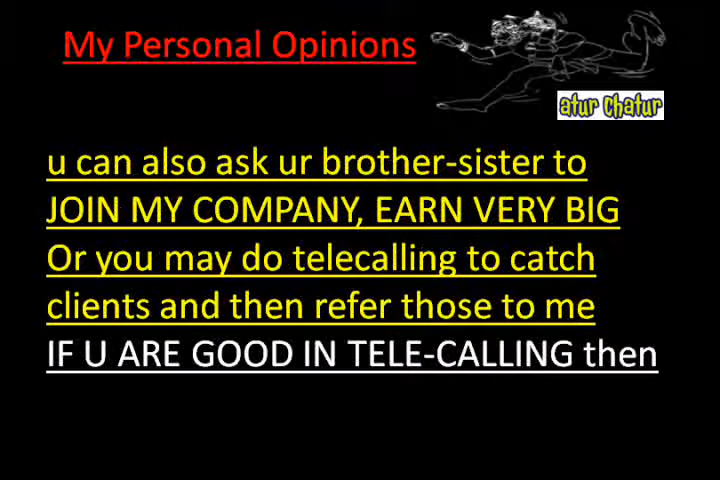 My Personal Opinions
atur chatur
u can also ask ur brother-sister to
JOIN MY COMPANY, EARN VERY BIG
Or you may do telecalling to catch
clients and then refer those to me
IF U ARE GOOD IN TELE-CALLING then